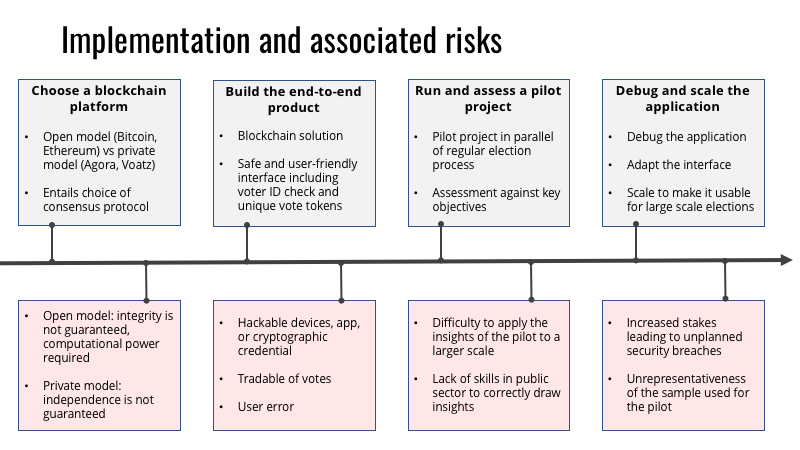 Implementation and associated risks
Choose a blockchain
platform
• Open model (Bitcoin,
Ethereum) vs private
model (Agora, Voatz)
• Entails choice of
consensus protocol
Build the end-to-end
product
• Blockchain solution
• Safe and user-friendly
interface including
voter ID check and
unique vote tokens
Run and assess a pilot
project
• Pilot project in parallel
of regular election
process
• Assessment against key
objectives
Debug and scale the
application
• Debug the application
• Adapt the interface
• Scale to make it usable
for large scale elections
• Open model: integrity is
not guaranteed,
computational power
required
• Private model:
independence is not
guaranteed
• Hackable devices, app,
or cryptographic
credential
• Tradable of votes
• User error
• Difficulty to apply the
insights of the pilot to a
larger scale
• Lack of skills in public
sector to correctly draw
insights
• Increased stakes
leading to unplanned
security breaches
• Unrepresentativeness
of the sample used for
the pilot